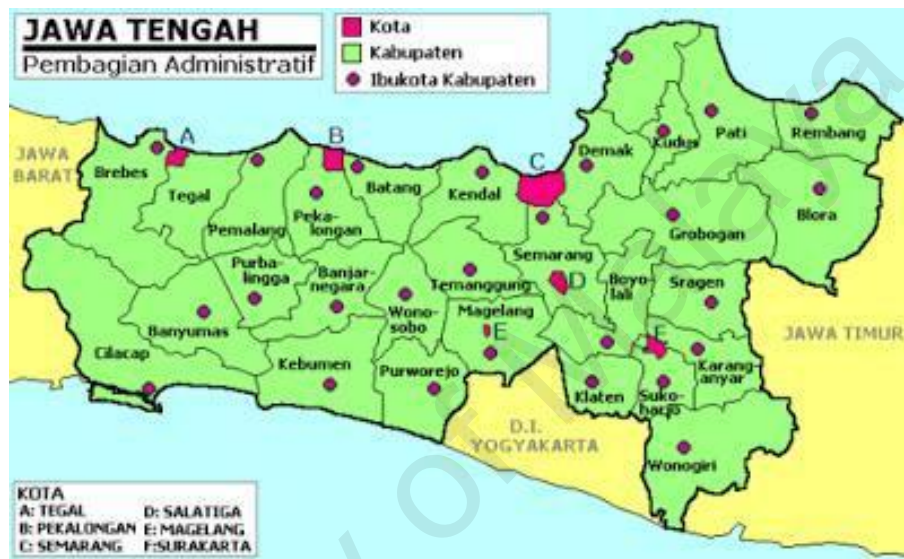 JAWA TENGAH
Pembagian Administratif
Kota
Kabupaten
Ibukota Kabupaten
JAWA
BARAT
A
B
C
Brebes
Tegal
Pemalang
Peka-
longan
Batang
Kendal
Demak
Kudus
Pati
Rembang
Blora
Grobogan
Semarang
D
Boyo-
lali
Sragen
Purba-
lingga
Banjar-
negara
Wono-
sobo
Temanggung
Magelang
E
F
Karang-
anyar
Banyumas
Cilacap
Kebumen
Purworejo
Klaten
Suko-
harjo
Wonogiri
D.I.
YOGYAKARTA
JAWA TIMUR
KOTA
A: TEGAL
B: PEKALONGAN
C: SEMARANG
D: SALATIGA
E: MAGELANG
F:SURAKARTA
of Malaya